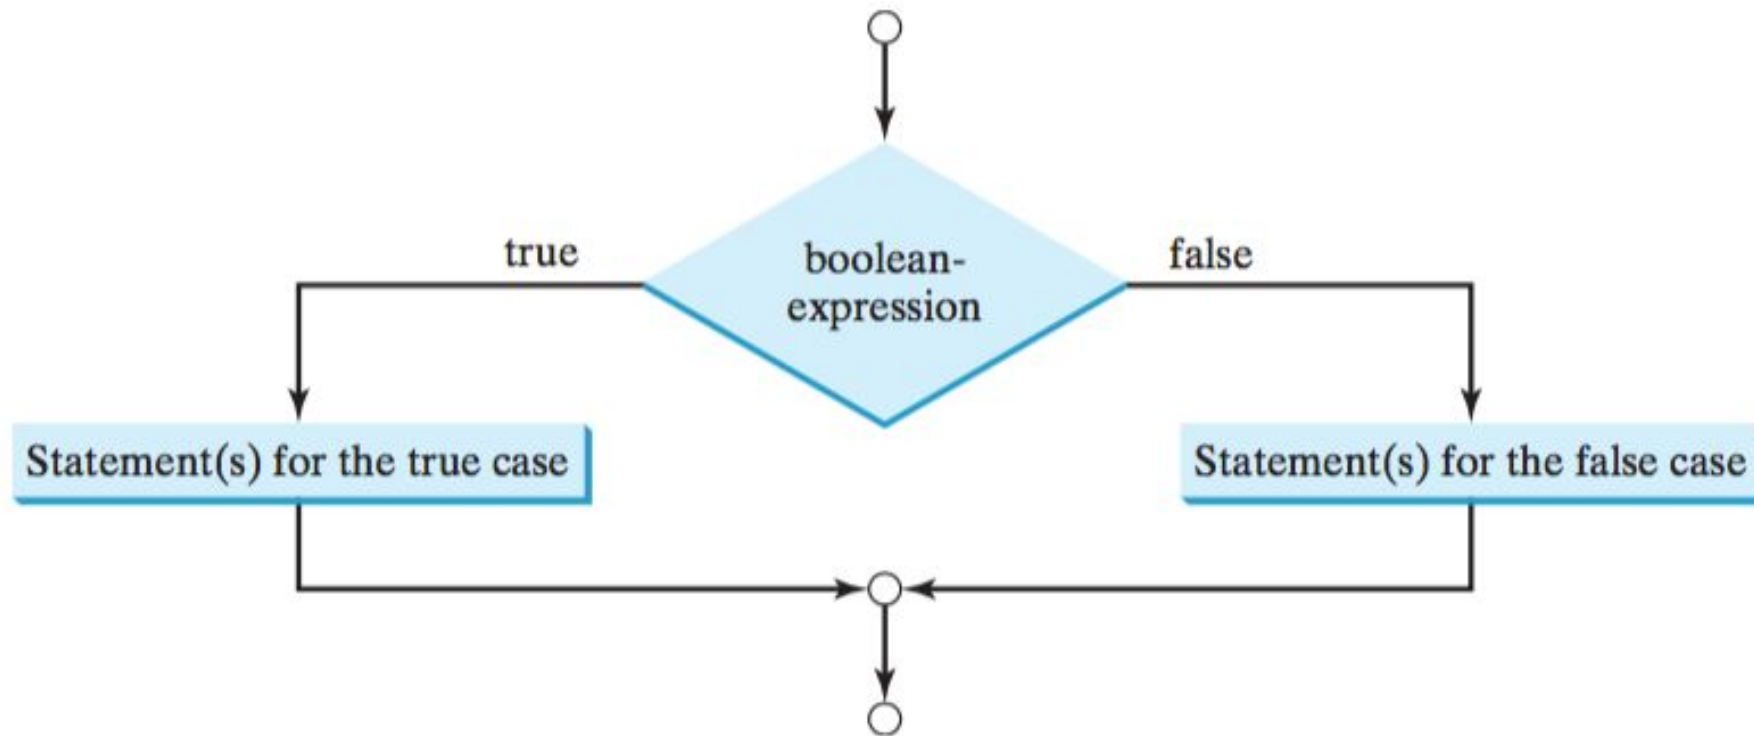 true
boolean-
expression
false
Statement(s) for the true case
Statement(s) for the false case